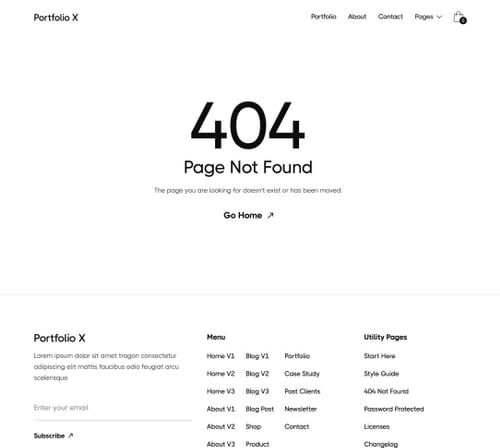 Portfolio X
Portfolio About Contact Pages
0
404
Page Not Found
The page you are looking for doesn't exist or has been moved.
Go Home
Portfolio X
Lorem ipsum dolor sit amet tragon consectetur
adipiscing elit mattis faucibus odio feugiat arcu
scelerisque
Enter your email
Subscribe
Menu
Home V1 Blog V1 Portfolio
Home V2 Blog V2 Case Study
Home V3 Blog V3 Past Clients
About V1 Blog Post Newsletter
About V2 Shop Contact
About V3 Product
Utility Pages
Start Here
Style Guide
404 Not Found
Password Protected
Licenses
Changelog